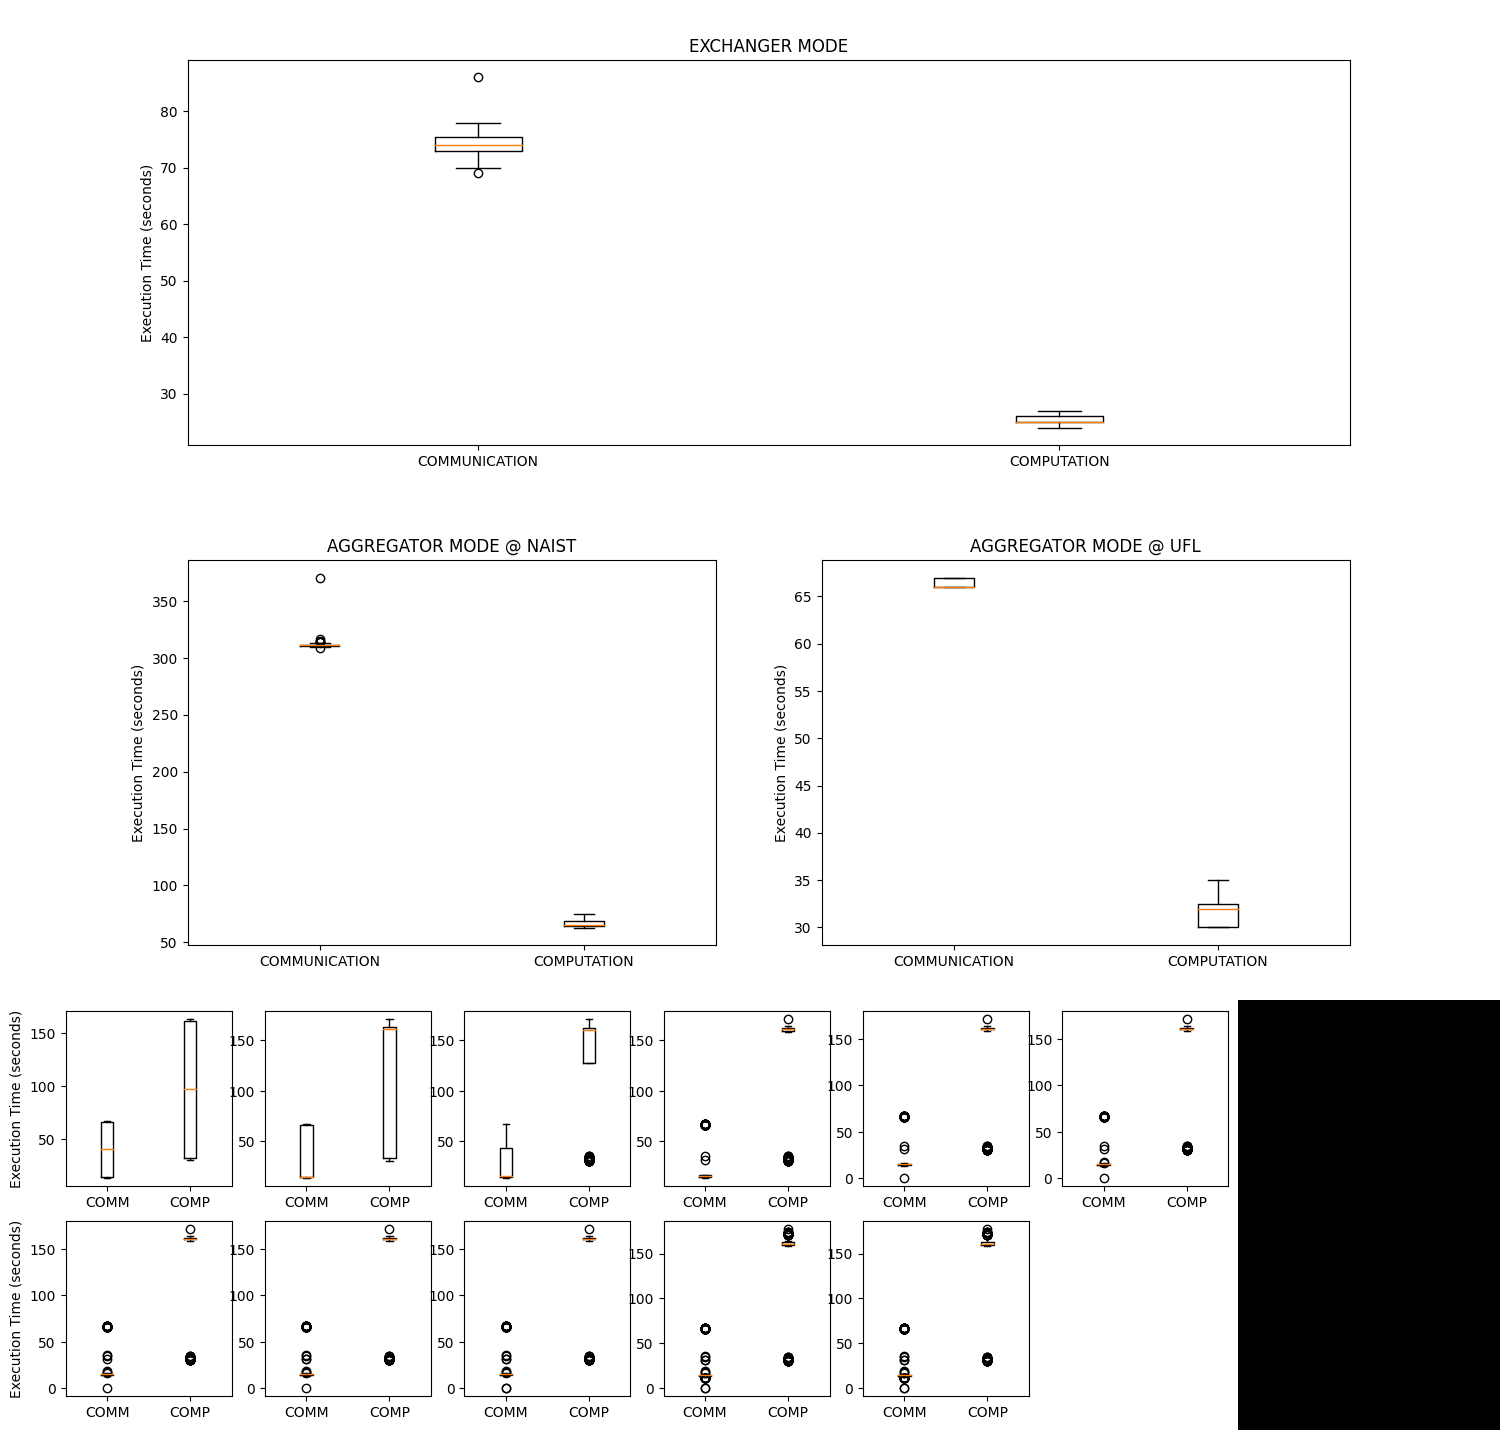 EXCHANGER MODE
Execution Time (seconds)
80
70
60
50
40
30
COMMUNICATION COMPUTATION
AGGREGATOR MODE @ NAIST
Execution Time (seconds)
350
300
250
200
150
100
50
COMMUNICATION COMPUTATION
AGGREGATOR MODE @ UFL
Execution Time (seconds)
65
60
55
50
45
40
35
30
COMMUNICATION COMPUTATION
Execution Time (seconds)
150
100
50
COMM COMP
150
100
50
COMM COMP
150
100
50
COMM COMP
150
100
50
COMM COMP
150
100
50
0
COMM COMP
150
100
50
0
COMM COMP
Execution Time (seconds)
150
100
50
0
COMM COMP
150
100
50
0
COMM COMP
150
100
50
0
COMM COMP
150
100
50
0
COMM COMP
150
100
50
0
COMM COMP